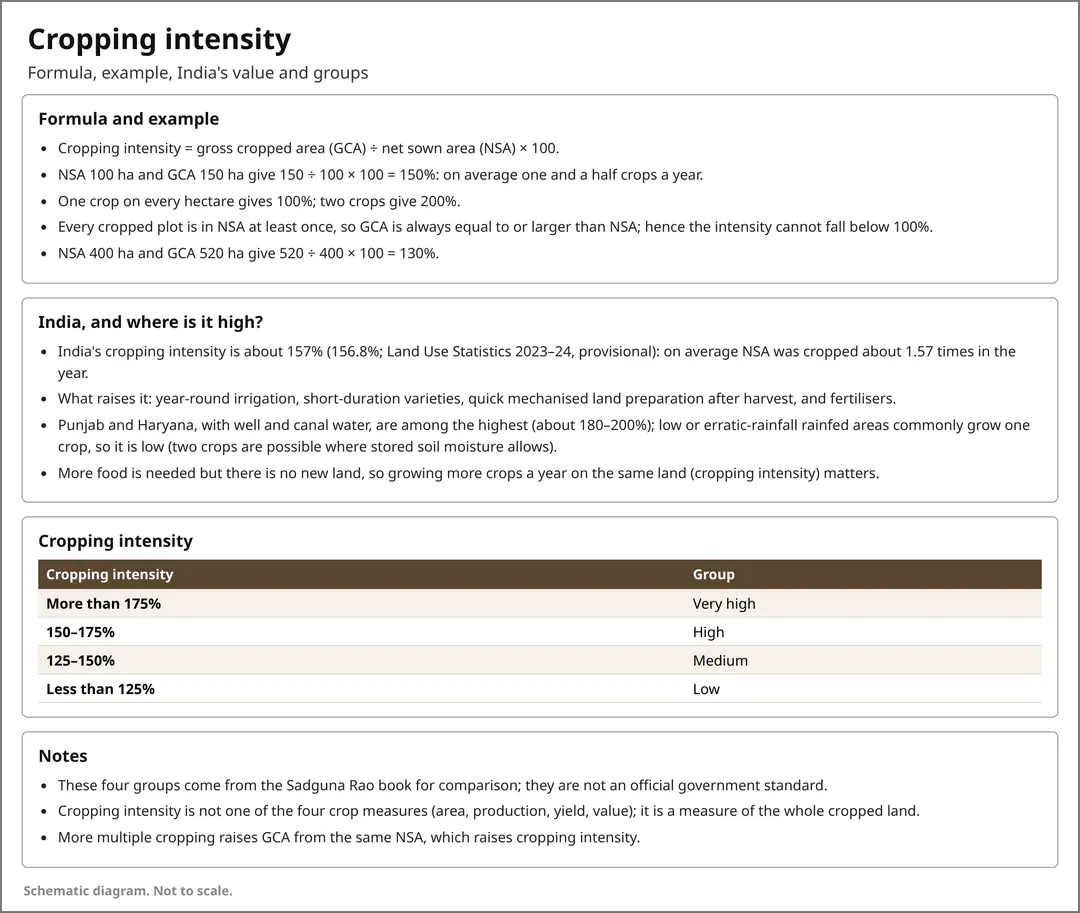 Cropping intensity
Formula, example, India's value and groups
Formula and example
• Cropping intensity = gross cropped area (GCA) ÷ net sown area (NSA) × 100.
• NSA 100 ha and GCA 150 ha give 150 ÷ 100 × 100 = 150%: on average one and a half crops a year.
• One crop on every hectare gives 100%; two crops give 200%.
• Every cropped plot is in NSA at least once, so GCA is always equal to or larger than NSA; hence the intensity cannot fall below 100%.
• NSA 400 ha and GCA 520 ha give 520 ÷ 400 × 100 = 130%.
India, and where is it high?
• India's cropping intensity is about 157% (156.8%; Land Use Statistics 2023–24, provisional): on average NSA was cropped about 1.57 times in the
year.
• What raises it: year-round irrigation, short-duration varieties, quick mechanised land preparation after harvest, and fertilisers.
• Punjab and Haryana, with well and canal water, are among the highest (about 180–200%); low or erratic-rainfall rainfed areas commonly grow one
crop, so it is low (two crops are possible where stored soil moisture allows).
• More food is needed but there is no new land, so growing more crops a year on the same land (cropping intensity) matters.
Cropping intensity
Cropping intensity Group
More than 175% Very high
150–175% High
125–150% Medium
Less than 125% Low
Notes
• These four groups come from the Sadguna Rao book for comparison; they are not an official government standard.
• Cropping intensity is not one of the four crop measures (area, production, yield, value); it is a measure of the whole cropped land.
• More multiple cropping raises GCA from the same NSA, which raises cropping intensity.
Schematic diagram. Not to scale.